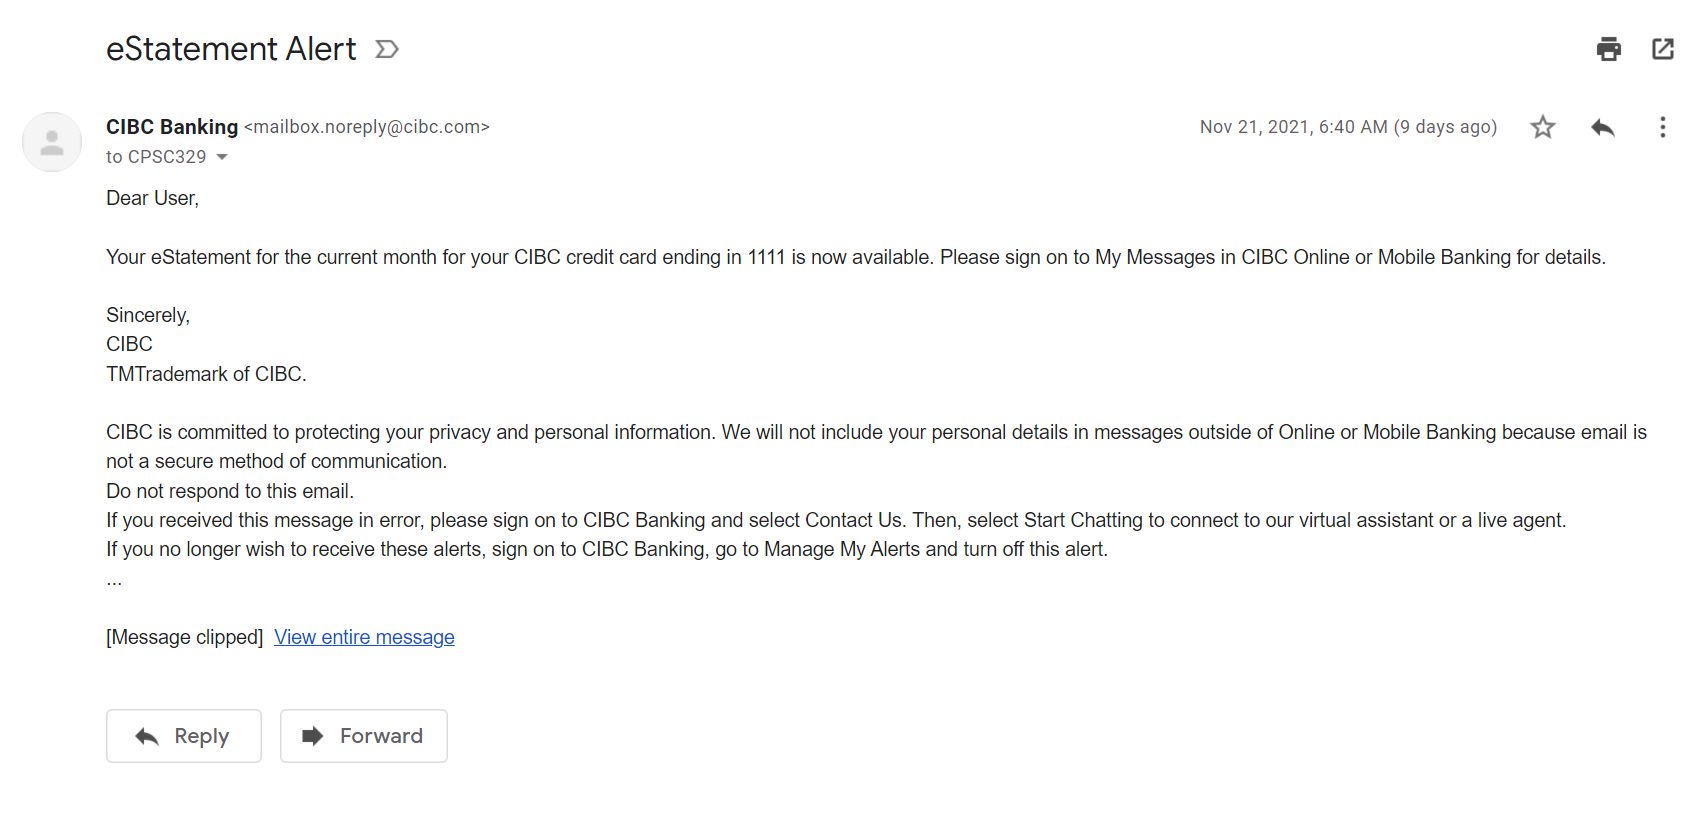 eStatement Alert
CIBC Banking <mailbox.noreply@cibc.com>
Nov 21, 2021, 6:40 AM (9 days ago)
to CPSC329
Dear User,
Your eStatement for the current month for your CIBC credit card ending in 1111 is now available. Please sign on to My Messages in CIBC Online or Mobile Banking for details.
Sincerely,
CIBC
TMTrademark of CIBC.
CIBC is committed to protecting your privacy and personal information. We will not include your personal details in messages outside of Online or Mobile Banking because email is
not a secure method of communication.
Do not respond to this email.
If you received this message in error, please sign on to CIBC Banking and select Contact Us. Then, select Start Chatting to connect to our virtual assistant or a live agent.
If you no longer wish to receive these alerts, sign on to CIBC Banking, go to Manage My Alerts and turn off this alert.
...
[Message clipped] View entire message
Reply
Forward